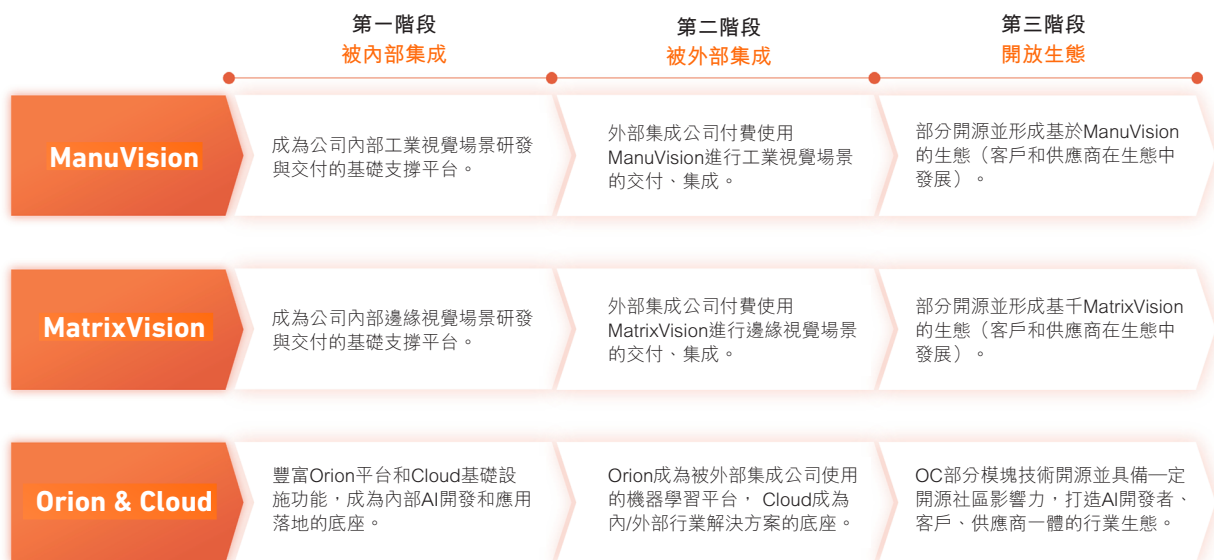 第一階段
被內部集成
第二階段
被外部集成
第三階段
開放生態
ManuVision
成為公司內部工業視覺場景研發
與交付的基礎支撐平台。
外部集成公司付費使用
ManuVision進行工業視覺場景
的交付、集成。
部分開源並形成基於ManuVision
的生態（客戶和供應商在生態中
發展）。
MatrixVision
成為公司內部邊緣視覺場景研發
與交付的基礎支撐平台。
外部集成公司付費使用
MatrixVision進行邊緣視覺場景
的交付、集成。
部分開源並形成基千MatrixVision
的生態（客戶和供應商在生態中
發展）。
Orion & Cloud
豐富Orion平台和Cloud基礎設
施功能，成為內部AI開發和應用
落地的底座。
Orion成為被外部集成公司使用
的機器學習平台， Cloud成為
內/外部行業解決方案的底座。
OC部分模塊技術開源並具備一定
開源社區影響力，打造AI開發者、
客戶、供應商一體的行業生態。